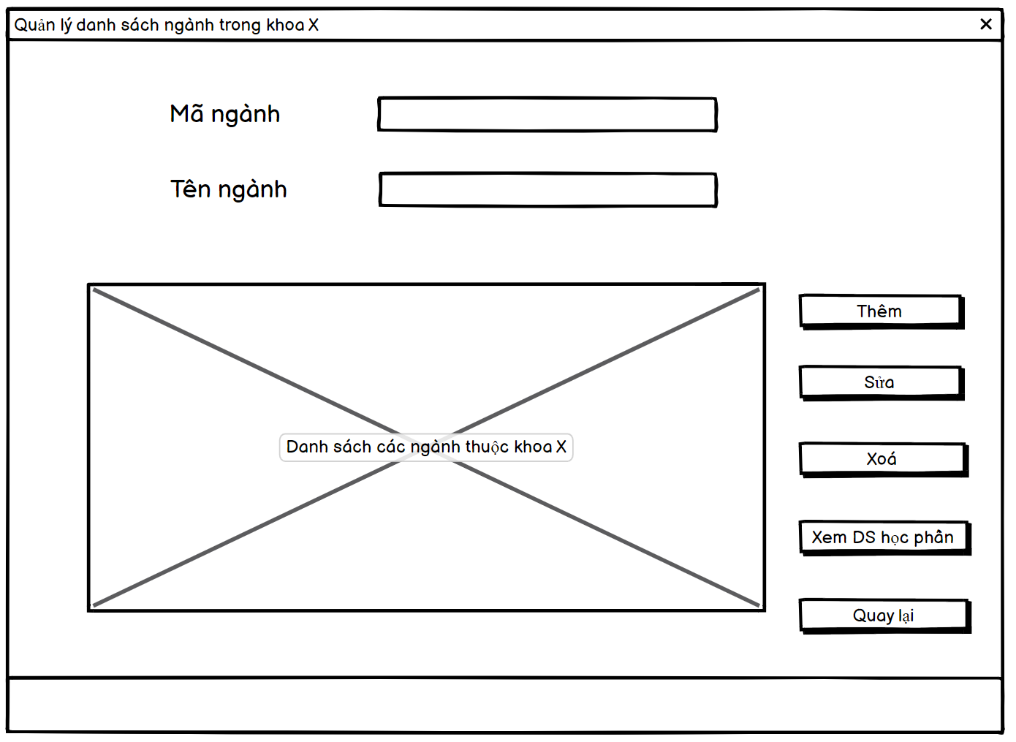 Quản lý danh sách ngành trong khoa X
Mã ngành
Tên ngành
Danh sách các ngành thuộc khoa X
Thêm
Sửa
Xoá
Xem DS học phần
Quay lại